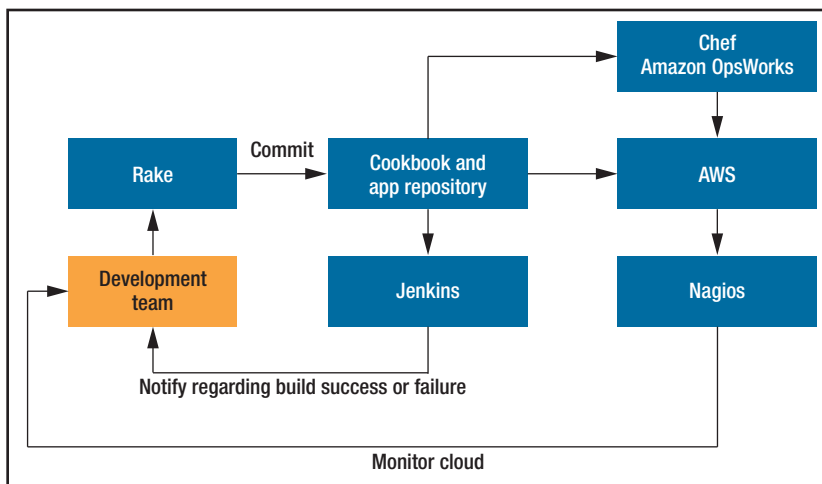 Chef
Amazon OpsWorks
Commit
Rake
Cookbook and
app repository
AWS
Development
team
Jenkins
Nagios
Notify regarding build success or failure
Monitor cloud